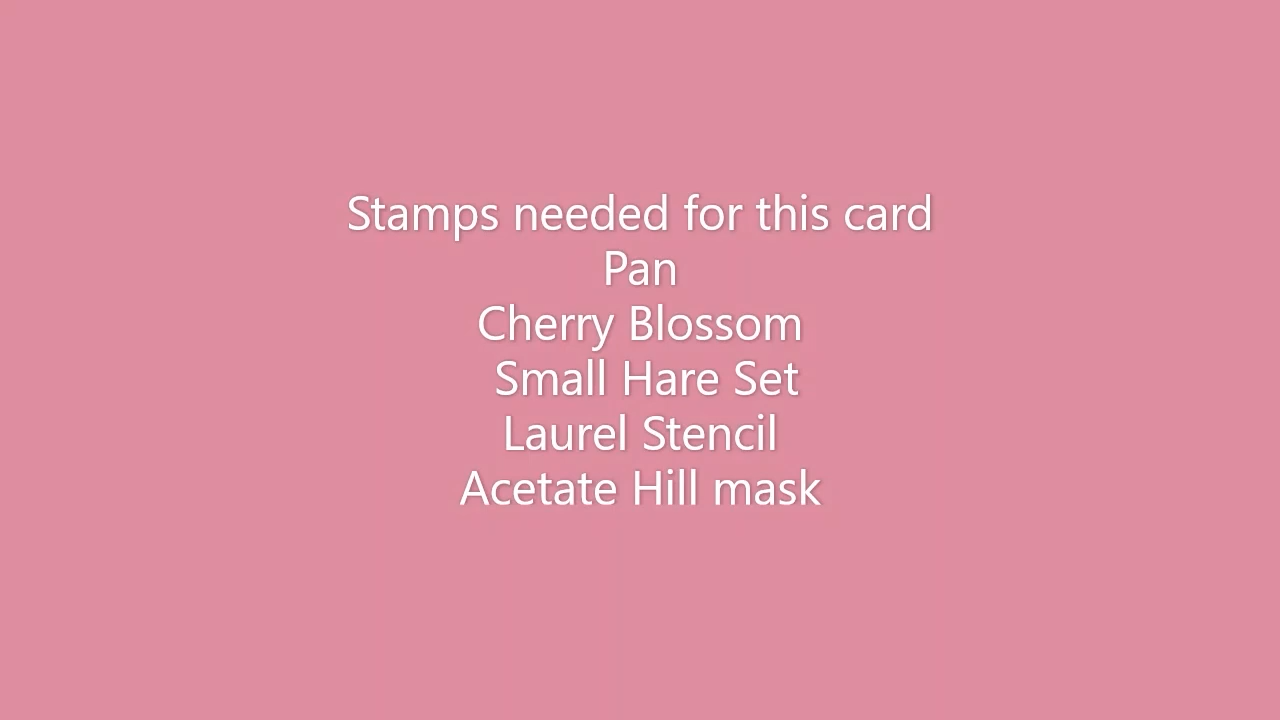 Stamps needed for this card
Pan
Cherry Blossom
Small Hare Set
Laurel Stencil
Acetate Hill mask